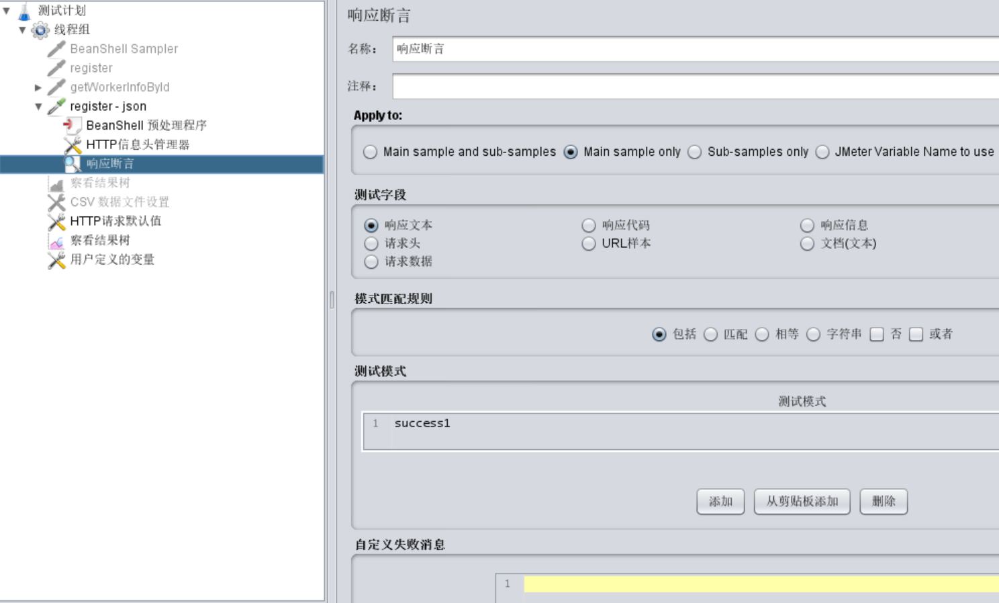 测试计划
线程组
BeanShell Sampler
register
getWorkerInfoById
register - json
BeanShell 预处理程序
HTTP信息头管理器
响应断言
察看结果树
CSV 数据文件设置
HTTP请求默认值
察看结果树
用户定义的变量
响应断言
名称： 响应断言
注释：
Apply to:
Main sample and sub-samples Main sample only Sub-samples only JMeter Variable Name to use
测试字段
响应文本 响应代码 响应信息
请求头 URL样本 文档(文本)
请求数据
模式匹配规则
包括 匹配 相等 字符串 否 或者
测试模式
测试模式
1 success1
添加 从剪贴板添加 删除
自定义失败消息
1